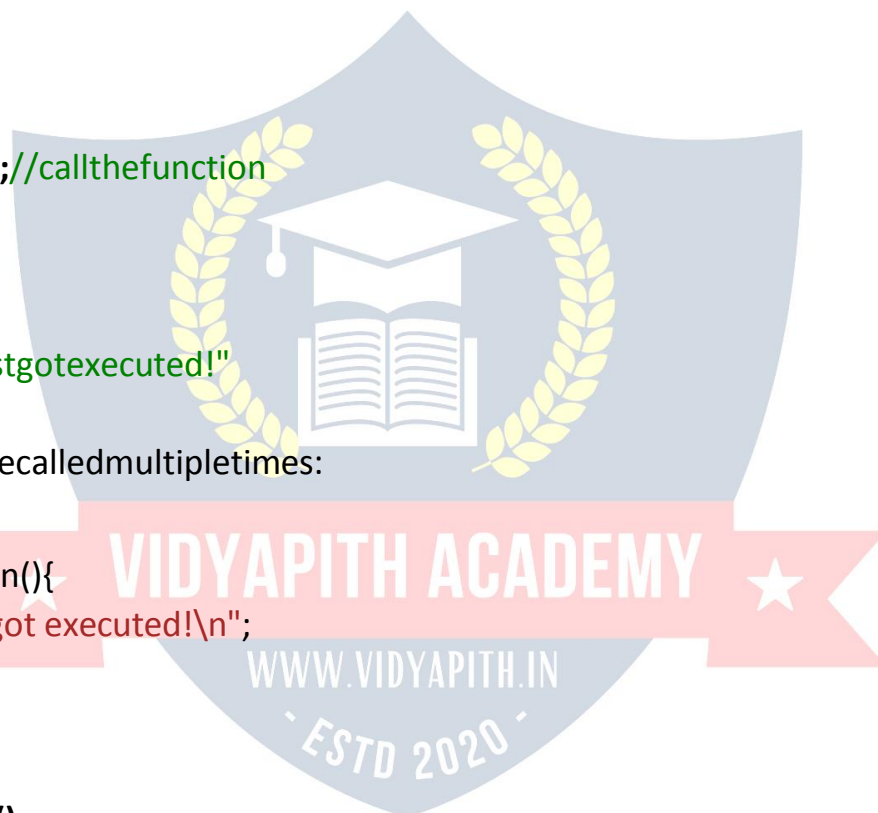 ;//callthefunction
stgotexecuted!"
ecalledmultipletimes:
VIDYAPITH ACADEMY
n(){
got executed!\n";
WWW.VIDYAPITH.IN
- ESTD 2020 -